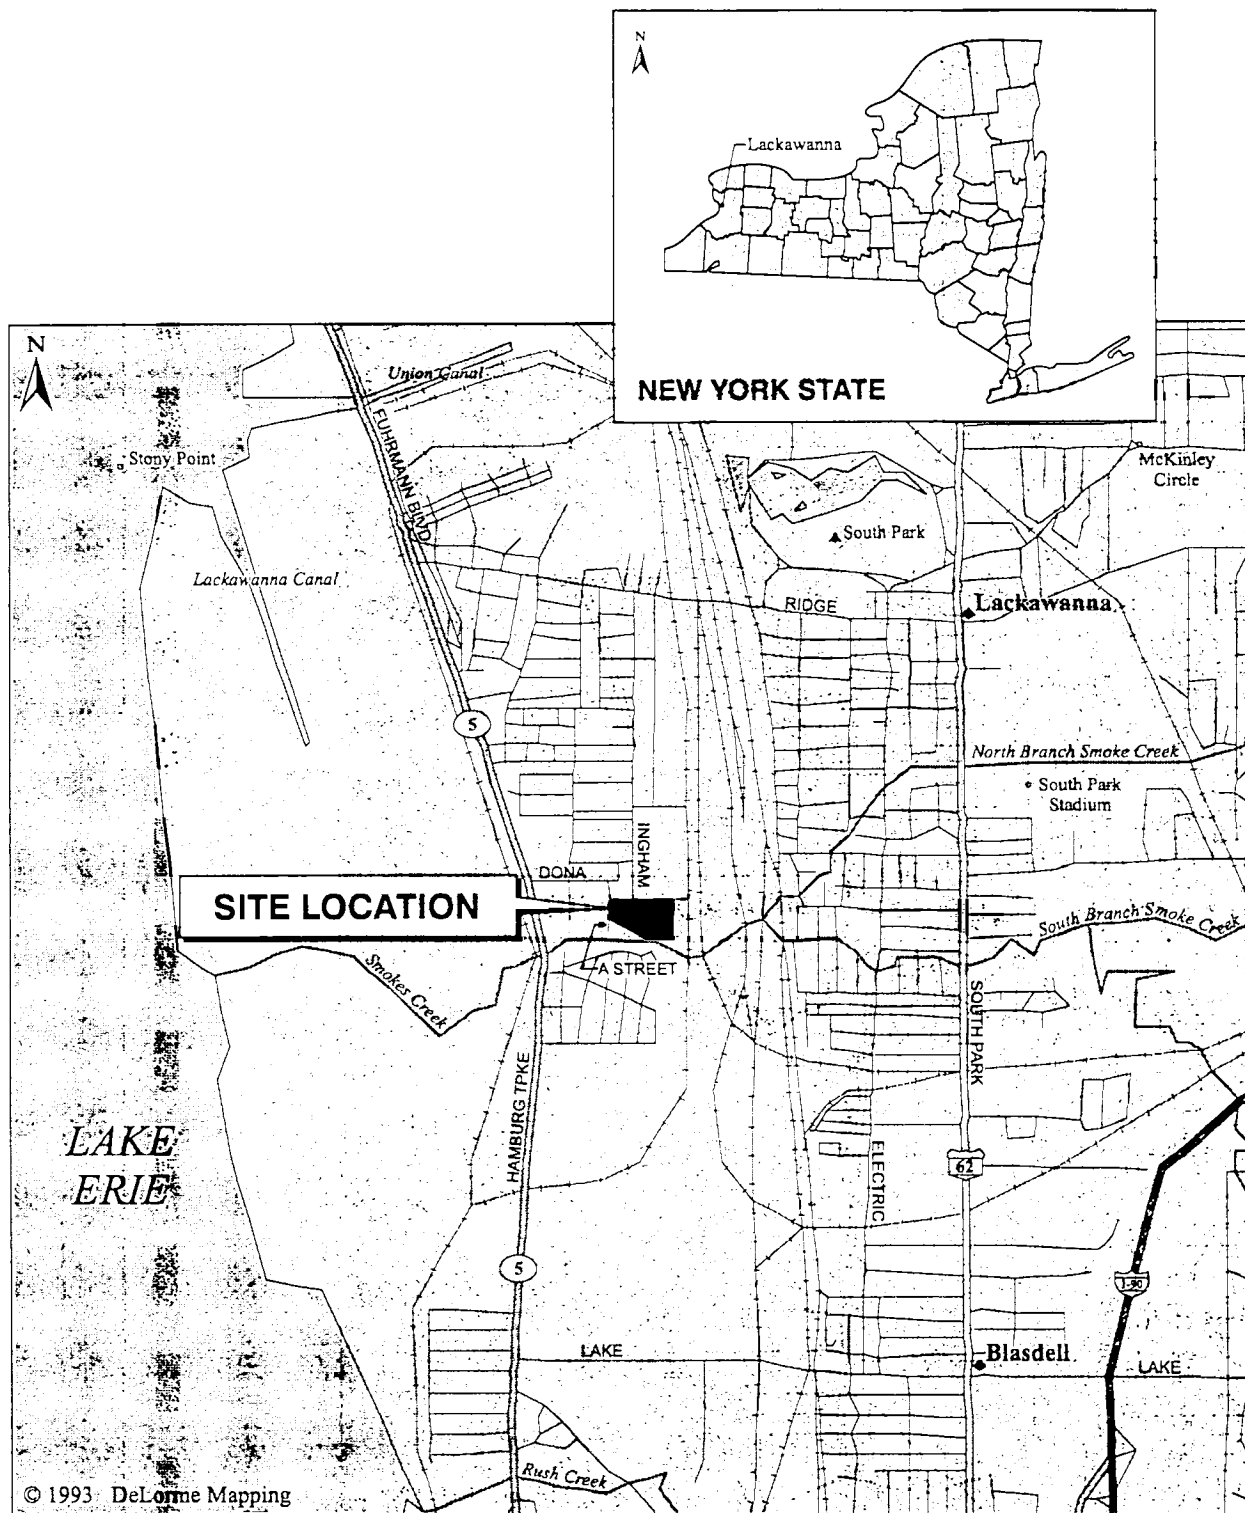 N
Lackawanna
NEW YORK STATE
N
Union Canal
FUHRMANN BLVD
Stony Point
McKinley
Circle
South Park
Lackawanna Canal
RIDGE
Lackawanna
5
North Branch Smoke Creek
South Park
Stadium
INGHAM
DONA
SITE LOCATION
South Branch Smoke Creek
A STREET
Smokes Creek
SOUTH PARK
HAMBURG TPKE
LAKE
ERIE
ELECTRIC
62
5
I-90
LAKE
Blasdell
LAKE
Rush Creek
© 1993 DeLorme Mapping